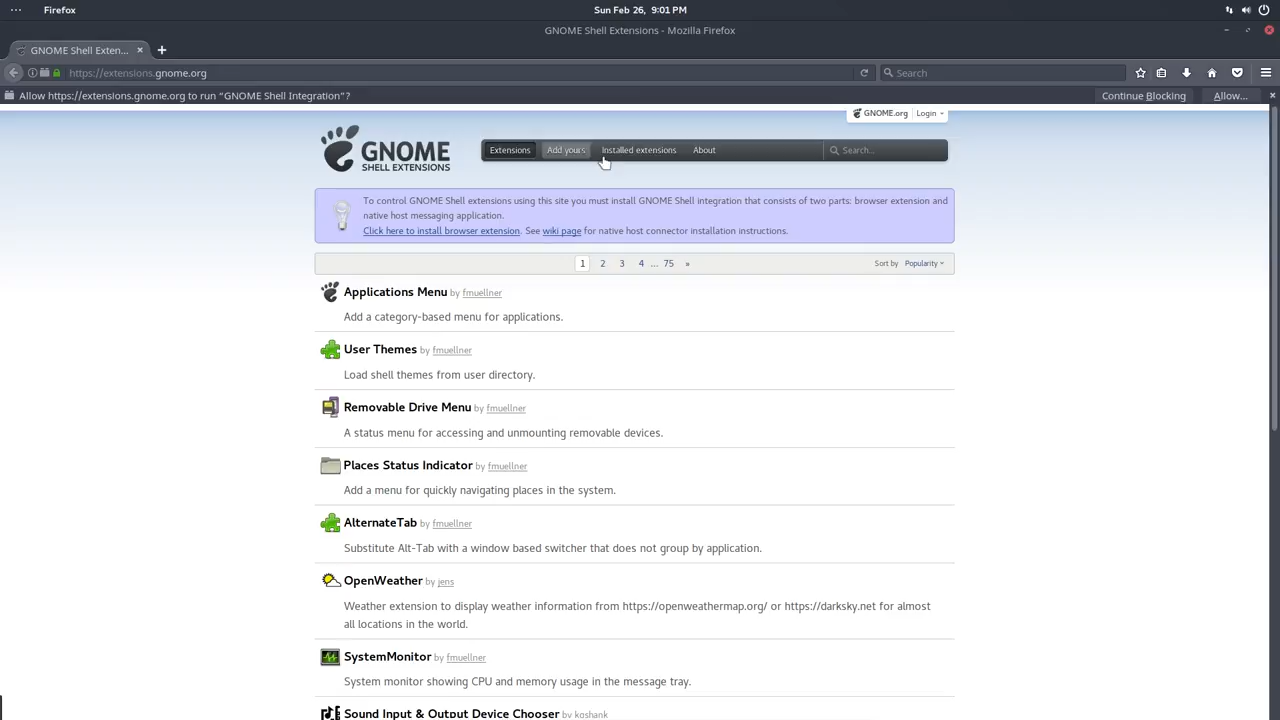 Firefox
Sun Feb 26, 9:01 PM
GNOME Shell Extensions - Mozilla Firefox
GNOME Shell Exten...
https://extensions.gnome.org
Search
Allow https://extensions.gnome.org to run “GNOME Shell Integration”?
Continue Blocking
Allow...
GNOME.org
Login
GNOME
SHELL EXTENSIONS
Extensions
Add yours
Installed extensions
About
Search...
To control GNOME Shell extensions using this site you must install GNOME Shell integration that consists of two parts: browser extension and
native host messaging application.
Click here to install browser extension. See wiki page for native host connector installation instructions.
1 2 3 4 ... 75 »
Sort by Popularity
Applications Menu by fmuellner
Add a category-based menu for applications.
User Themes by fmuellner
Load shell themes from user directory.
Removable Drive Menu by fmuellner
A status menu for accessing and unmounting removable devices.
Places Status Indicator by fmuellner
Add a menu for quickly navigating places in the system.
AlternateTab by fmuellner
Substitute Alt-Tab with a window based switcher that does not group by application.
OpenWeather by jens
Weather extension to display weather information from https://openweathermap.org/ or https://darksky.net for almost
all locations in the world.
SystemMonitor by fmuellner
System monitor showing CPU and memory usage in the message tray.
Sound Input & Output Device Chooser by kgshank